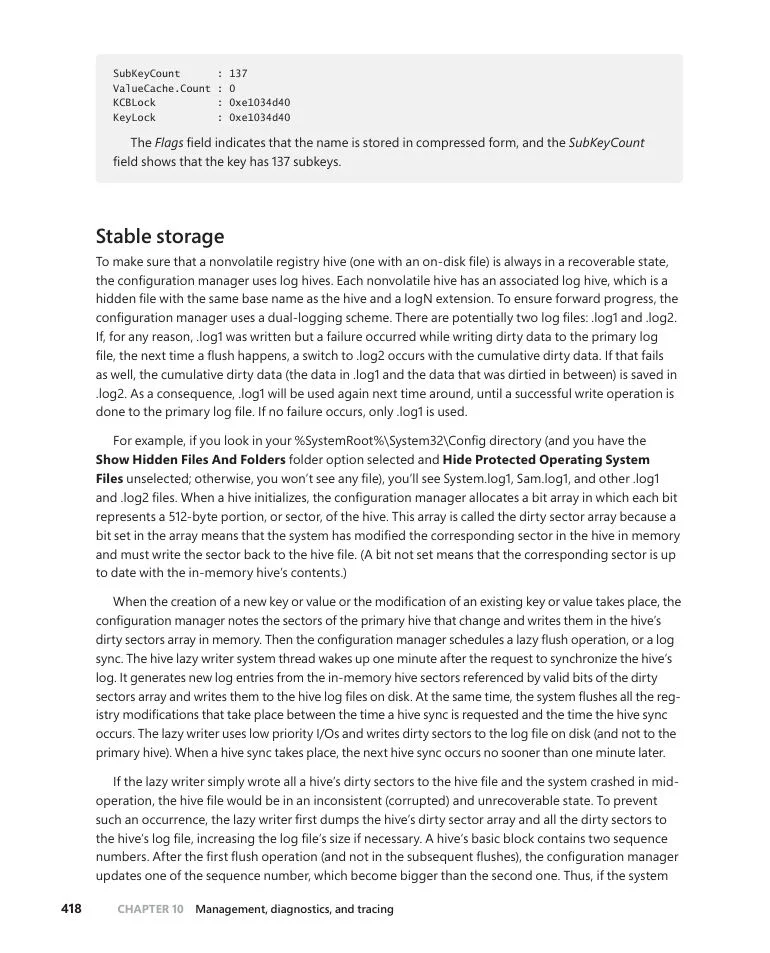 SubKeyCount      : 137
ValueCache.Count : 0
KCBLock          : 0xe1034d40
KeyLock          : 0xe1034d40
The Flags field indicates that the name is stored in compressed form, and the SubKeyCount
field shows that the key has 137 subkeys.
Stable storage
To make sure that a nonvolatile registry hive (one with an on-disk file) is always in a recoverable state,
the configuration manager uses log hives. Each nonvolatile hive has an associated log hive, which is a
hidden file with the same base name as the hive and a logN extension. To ensure forward progress, the
configuration manager uses a dual-logging scheme. There are potentially two log files: .log1 and .log2.
If, for any reason, .log1 was written but a failure occurred while writing dirty data to the primary log
file, the next time a flush happens, a switch to .log2 occurs with the cumulative dirty data. If that fails
as well, the cumulative dirty data (the data in .log1 and the data that was dirtied in between) is saved in
.log2. As a consequence, .log1 will be used again next time around, until a successful write operation is
done to the primary log file. If no failure occurs, only .log1 is used.
For example, if you look in your %SystemRoot%\System32\Config directory (and you have the
Show Hidden Files And Folders folder option selected and Hide Protected Operating System
Files unselected; otherwise, you won't see any file), you'll see System.log1, Sam.log1, and other .log1
and .log2 files. When a hive initializes, the configuration manager allocates a bit array in which each bit
represents a 512-byte portion, or sector, of the hive. This array is called the dirty sector array because a
bit set in the array means that the system has modified the corresponding sector in the hive in memory
and must write the sector back to the hive file. (A bit not set means that the corresponding sector is up
to date with the in-memory hive's contents.)
When the creation of a new key or value or the modification of an existing key or value takes place, the
configuration manager notes the sectors of the primary hive that change and writes them in the hive's
dirty sectors array in memory. Then the configuration manager schedules a lazy flush operation, or a log
sync. The hive lazy writer system thread wakes up one minute after the request to synchronize the hive's
log. It generates new log entries from the in-memory hive sectors referenced by valid bits of the dirty
sectors array and writes them to the hive log files on disk. At the same time, the system flushes all the reg-
istry modifications that take place between the time a hive sync is requested and the time the hive sync
occurs. The lazy writer uses low priority I/Os and writes dirty sectors to the log file on disk (and not to the
primary hive). When a hive sync takes place, the next hive sync occurs no sooner than one minute later.
If the lazy writer simply wrote all a hive's dirty sectors to the hive file and the system crashed in mid-
operation, the hive file would be in an inconsistent (corrupted) and unrecoverable state. To prevent
such an occurrence, the lazy writer first dumps the hive's dirty sector array and all the dirty sectors to
the hive's log file, increasing the log file's size if necessary. A hive's basic block contains two sequence
numbers. After the first flush operation (and not in the subsequent flushes), the configuration manager
updates one of the sequence number, which become bigger than the second one. Thus, if the system
418 CHAPTER 10 Management, diagnostics, and tracing